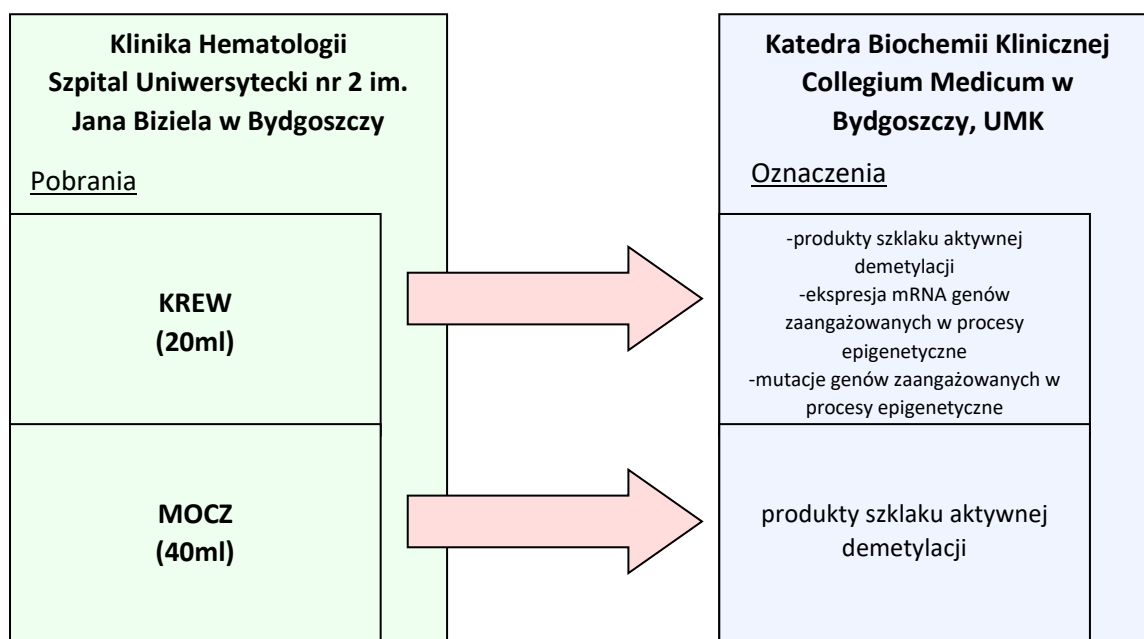 Klinika Hematologii
Szpital Uniwersytecki nr 2 im.
Jana Biziela w Bydgoszczy
Pobrania
KREW
(20ml)
MOCZ
(40ml)
Katedra Biochemii Klinicznej
Collegium Medicum w
Bydgoszczy, UMK
Oznaczenia
-produkty szklaku aktywnej
demetylacji
-ekspresja mRNA genów
zaangażowanych w procesy
epigenetyczne
-mutacje genów zaangażowanych w
procesy epigenetyczne
produkty szklaku aktywnej
demetylacji